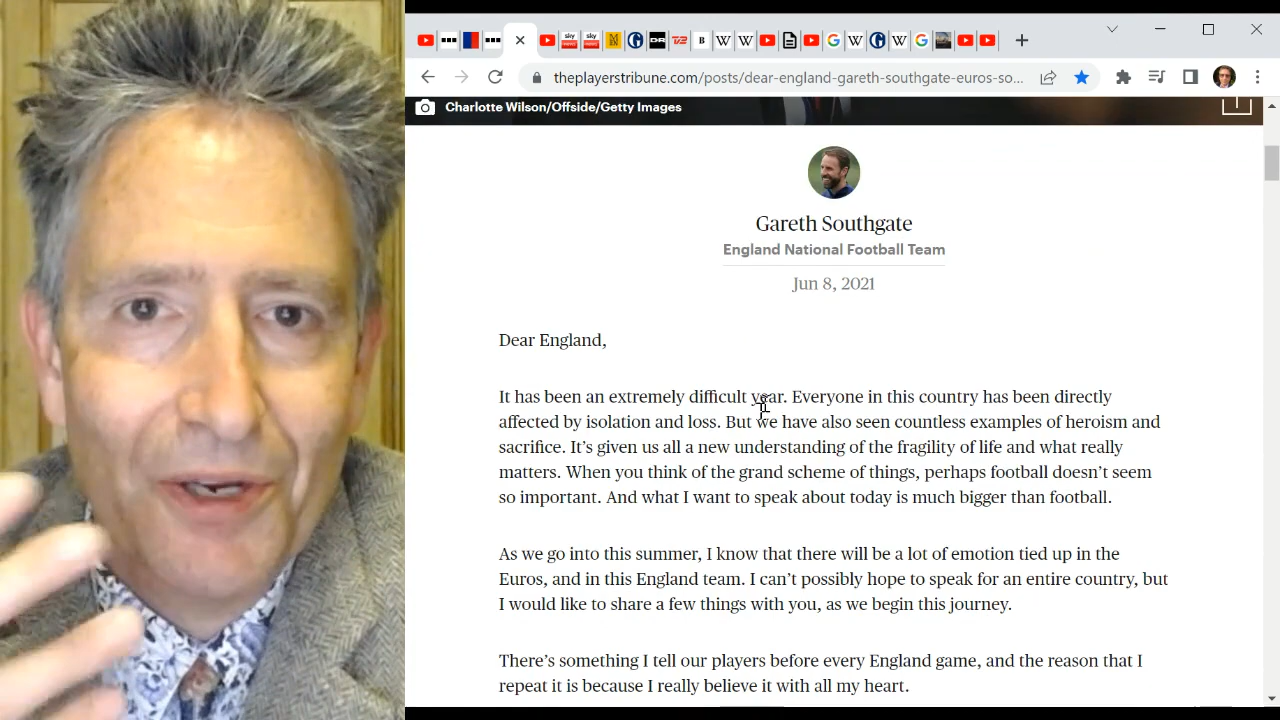 sky news
sky news
M
DR
TV2
B
W
W
G
W
W
G
theplayerstribune.com/posts/dear-england-gareth-southgate-euros-so...
Charlotte Wilson/Offside/Getty Images
Gareth Southgate
England National Football Team
Jun 8, 2021
Dear England,
It has been an extremely difficult year. Everyone in this country has been directly
affected by isolation and loss. But we have also seen countless examples of heroism and
sacrifice. It’s given us all a new understanding of the fragility of life and what really
matters. When you think of the grand scheme of things, perhaps football doesn’t seem
so important. And what I want to speak about today is much bigger than football.
As we go into this summer, I know that there will be a lot of emotion tied up in the
Euros, and in this England team. I can’t possibly hope to speak for an entire country, but
I would like to share a few things with you, as we begin this journey.
There’s something I tell our players before every England game, and the reason that I
repeat it is because I really believe it with all my heart.